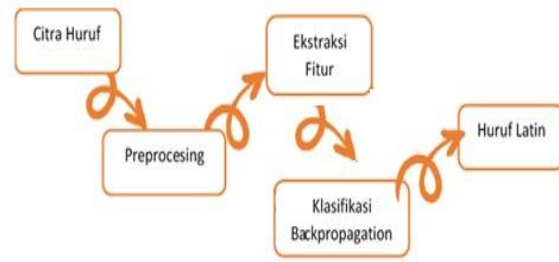 Citra Huruf
Preprocesing
Ekstraksi
Fitur
Klasifikasi
Backpropagation
Huruf Latin